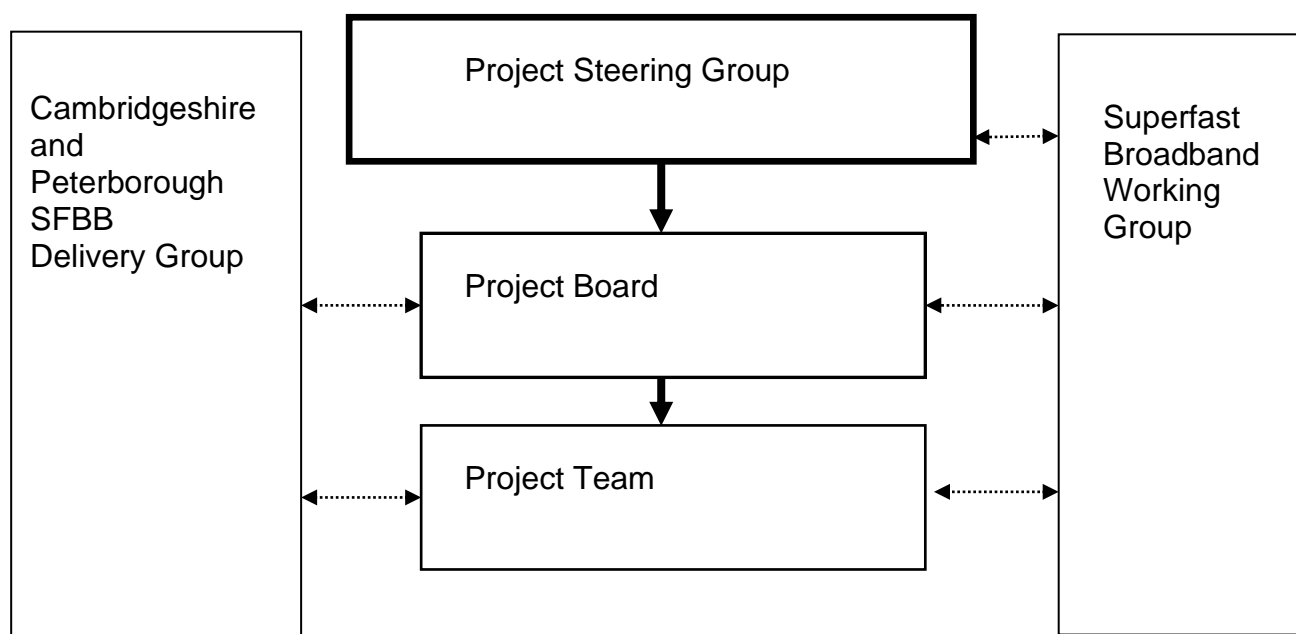 Project Steering Group
Cambridgeshire
and
Peterborough
SFBB
Delivery Group
Superfast
Broadband
Working
Group
Project Board
Project Team